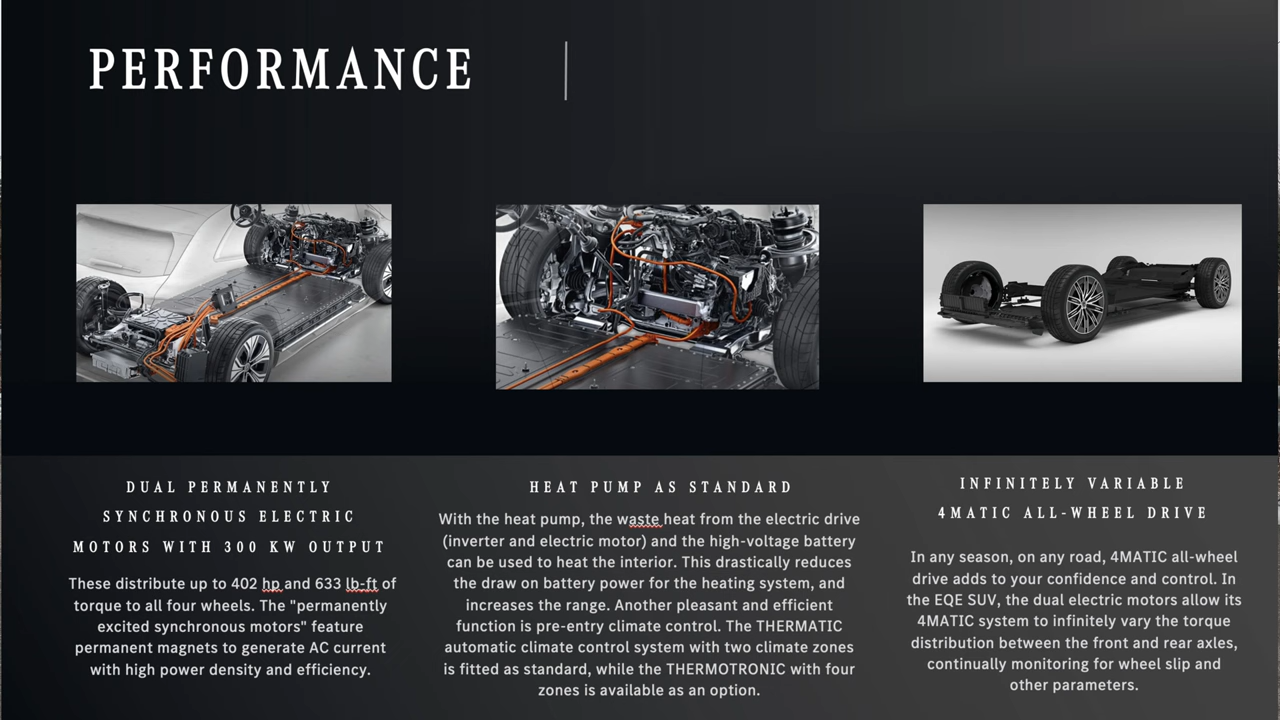 PERFORMANCE
DUAL PERMANENTLY
SYNCHRONOUS ELECTRIC
MOTORS WITH 300 KW OUTPUT
These distribute up to 402 hp and 633 lb-ft of
torque to all four wheels. The "permanently
excited synchronous motors" feature
permanent magnets to generate AC current
with high power density and efficiency.
HEAT PUMP AS STANDARD
With the heat pump, the waste heat from the electric drive
(inverter and electric motor) and the high-voltage battery
can be used to heat the interior. This drastically reduces
the draw on battery power for the heating system, and
increases the range. Another pleasant and efficient
function is pre-entry climate control. The THERMATIC
automatic climate control system with two climate zones
is fitted as standard, while the THERMOTRONIC with four
zones is available as an option.
INFINITELY VARIABLE
4MATIC ALL-WHEEL DRIVE
In any season, on any road, 4MATIC all-wheel
drive adds to your confidence and control. In
the EQE SUV, the dual electric motors allow its
4MATIC system to infinitely vary the torque
distribution between the front and rear axles,
continually monitoring for wheel slip and
other parameters.